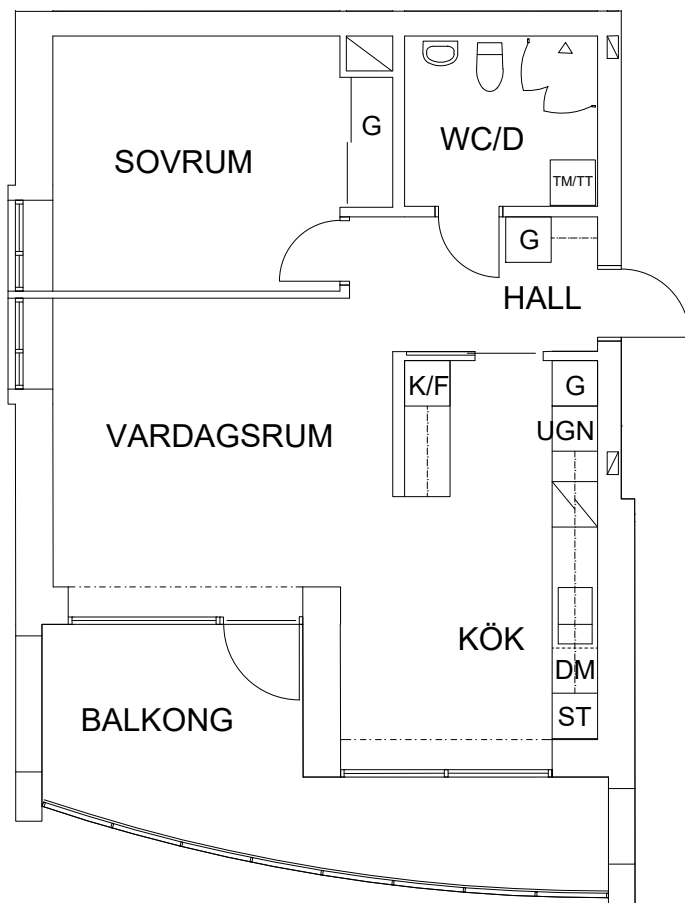 G
SOVRUM
WC/D
TM/TT
G
HALL
K/F
G
VARDAGSRUM
UGN
KÖK
DM
BALKONG
ST